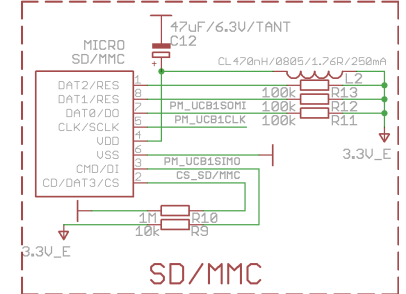 47uF/6.3V/TANT
C12
MICRO
SD/MMC
CL470nH/0805/1.76R/250mA
L2
DAT2/RES 1
100k R13
DAT1/RES 8
100k R12
DAT0/DO 7 PM_UCB1SOMI
100k R11
CLK/SCLK 5 PM_UCB1CLK
VDD 4
3.3V_E
VSS 6
CMD/DI 3 PM_UCB1SIMO
CD/DAT3/CS 2 CS_SD/MMC
1M R10
10k R9
3.3V_E
SD/MMC